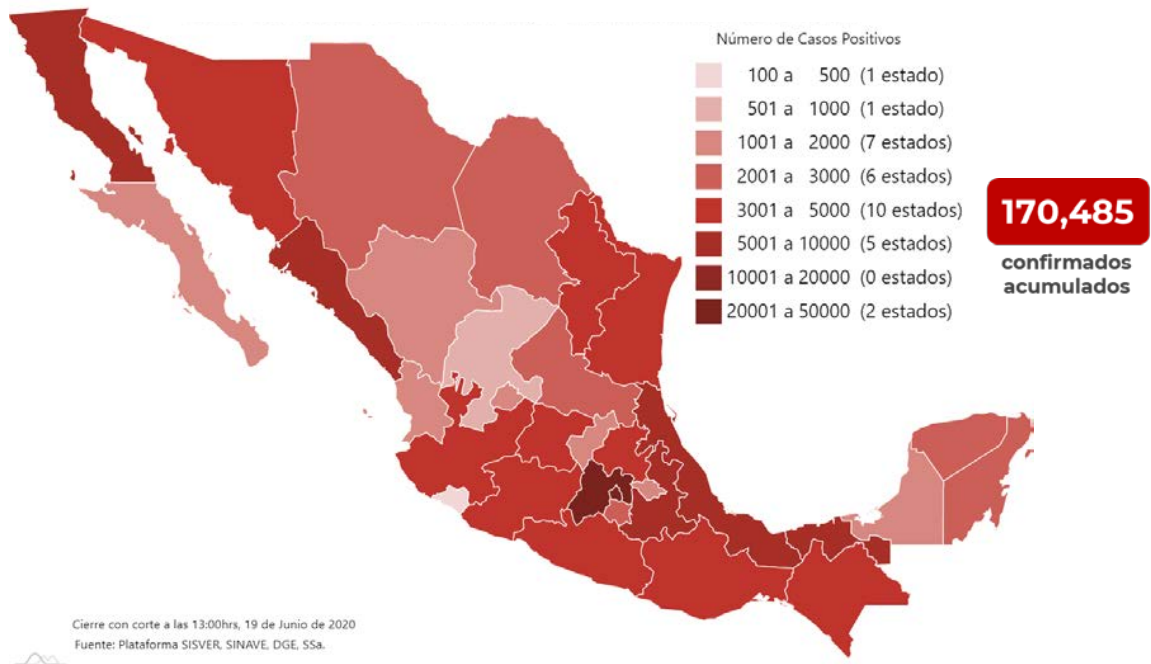 Número de Casos Positivos
100 a 500 (1 estado)
501 a 1000 (1 estado)
1001 a 2000 (7 estados)
2001 a 3000 (6 estados)
3001 a 5000 (10 estados)
5001 a 10000 (5 estados)
10001 a 20000 (0 estados)
20001 a 50000 (2 estados)
170,485
confirmados
acumulados
Cierre con corte a las 13:00hrs, 19 de Junio de 2020
Fuente: Plataforma SISVER, SINAVE, DGE, SSa.